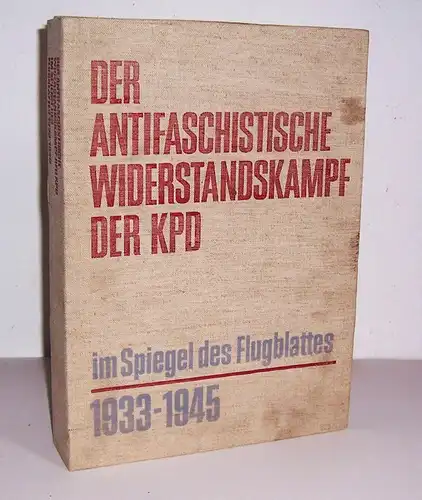 DER
ANTIFASCHISTISCHE
WIDERSTANDSKAMPF
DER KPD
im Spiegel des Flugblattes
1933-1945